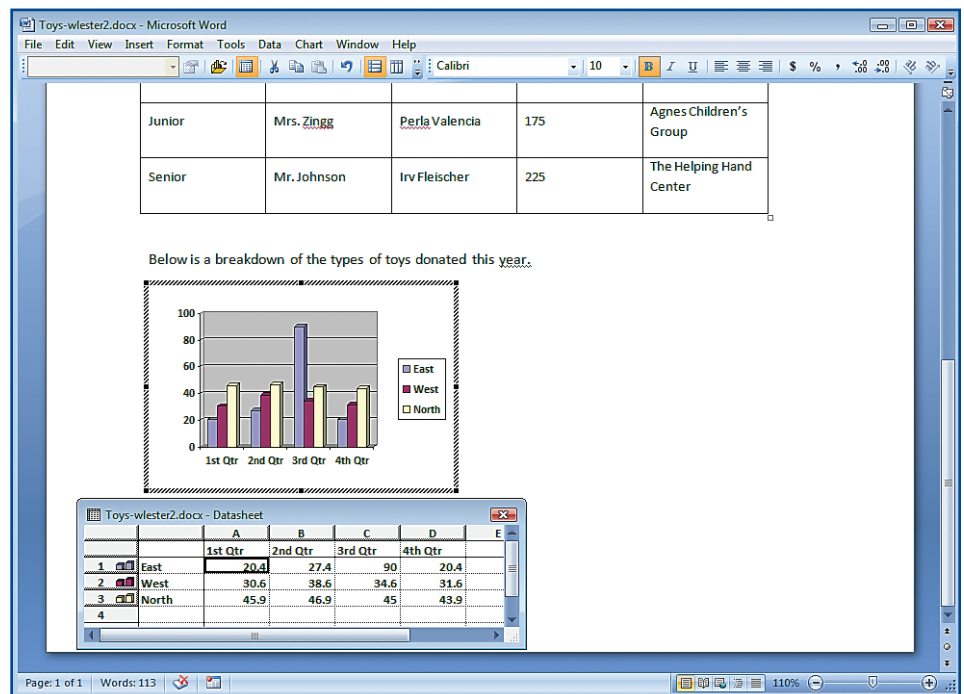 Toys-wlester2.docx - Microsoft Word
File Edit View Insert Format Tools Data Chart Window Help
Calibri 10 B I U $ % , .00 .00
Junior Mrs. Zingg Perla Valencia 175 Agnes Children's
Group
Senior Mr. Johnson Irv Fleischer 225 The Helping Hand
Center
Below is a breakdown of the types of toys donated this year.
100
80
60
40
20
0
1st Qtr 2nd Qtr 3rd Qtr 4th Qtr
East
West
North
Toys-wlester2.docx - Datasheet
A B C D E
1st Qtr 2nd Qtr 3rd Qtr 4th Qtr
1 East 20.4 27.4 90 20.4
2 West 30.6 38.6 34.6 31.6
3 North 45.9 46.9 45 43.9
4
Page: 1 of 1 Words: 113 110%